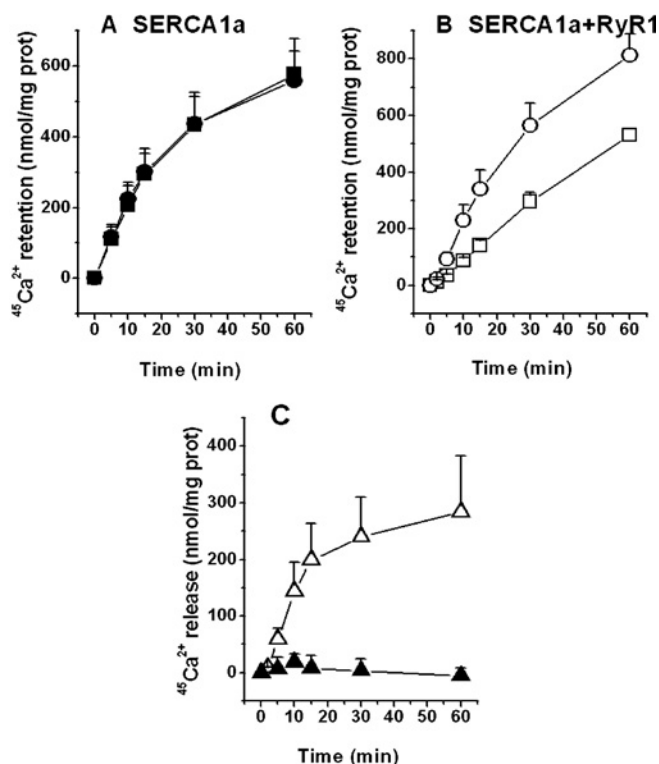 A SERCA1a
⁴⁵Ca²⁺ retention (nmol/mg prot)
600
400
200
0
0 10 20 30 40 50 60
Time (min)
B SERCA1a+RyR1
⁴⁵Ca²⁺ retention (nmol/mg prot)
800
600
400
200
0
0 10 20 30 40 50 60
Time (min)
C
⁴⁵Ca²⁺ release (nmol/mg prot)
400
300
200
100
0
0 10 20 30 40 50 60
Time (min)